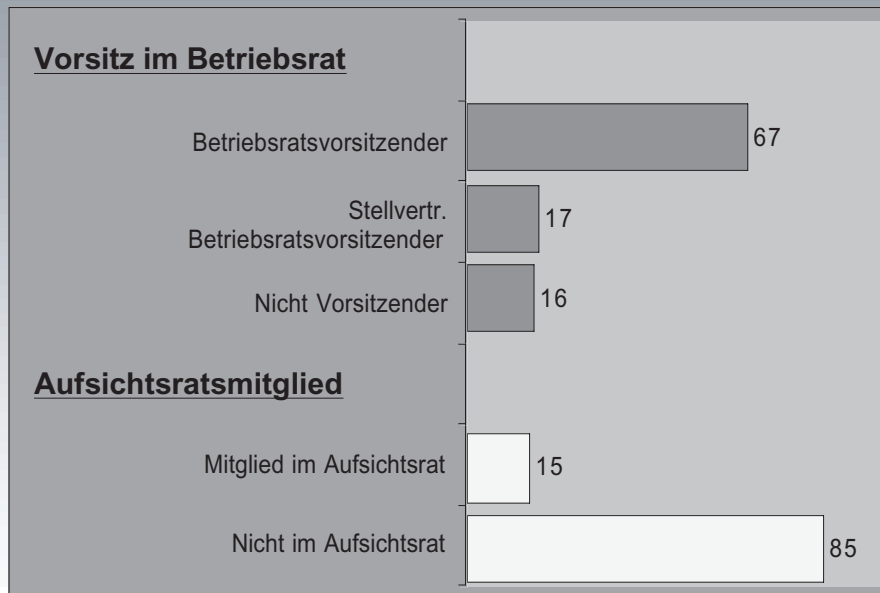 Vorsitz im Betriebsrat
Betriebsratsvorsitzender 67
Stellvertr.
Betriebsratsvorsitzender 17
Nicht Vorsitzender 16
Aufsichtsratsmitglied
Mitglied im Aufsichtsrat 15
Nicht im Aufsichtsrat 85